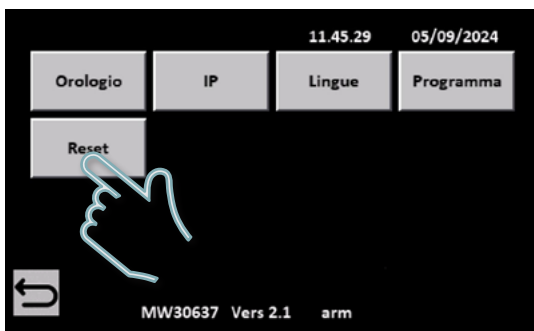 11.45.29 05/09/2024
Orologio IP Lingue Programma
Reset
MW30637 Vers 2.1 arm